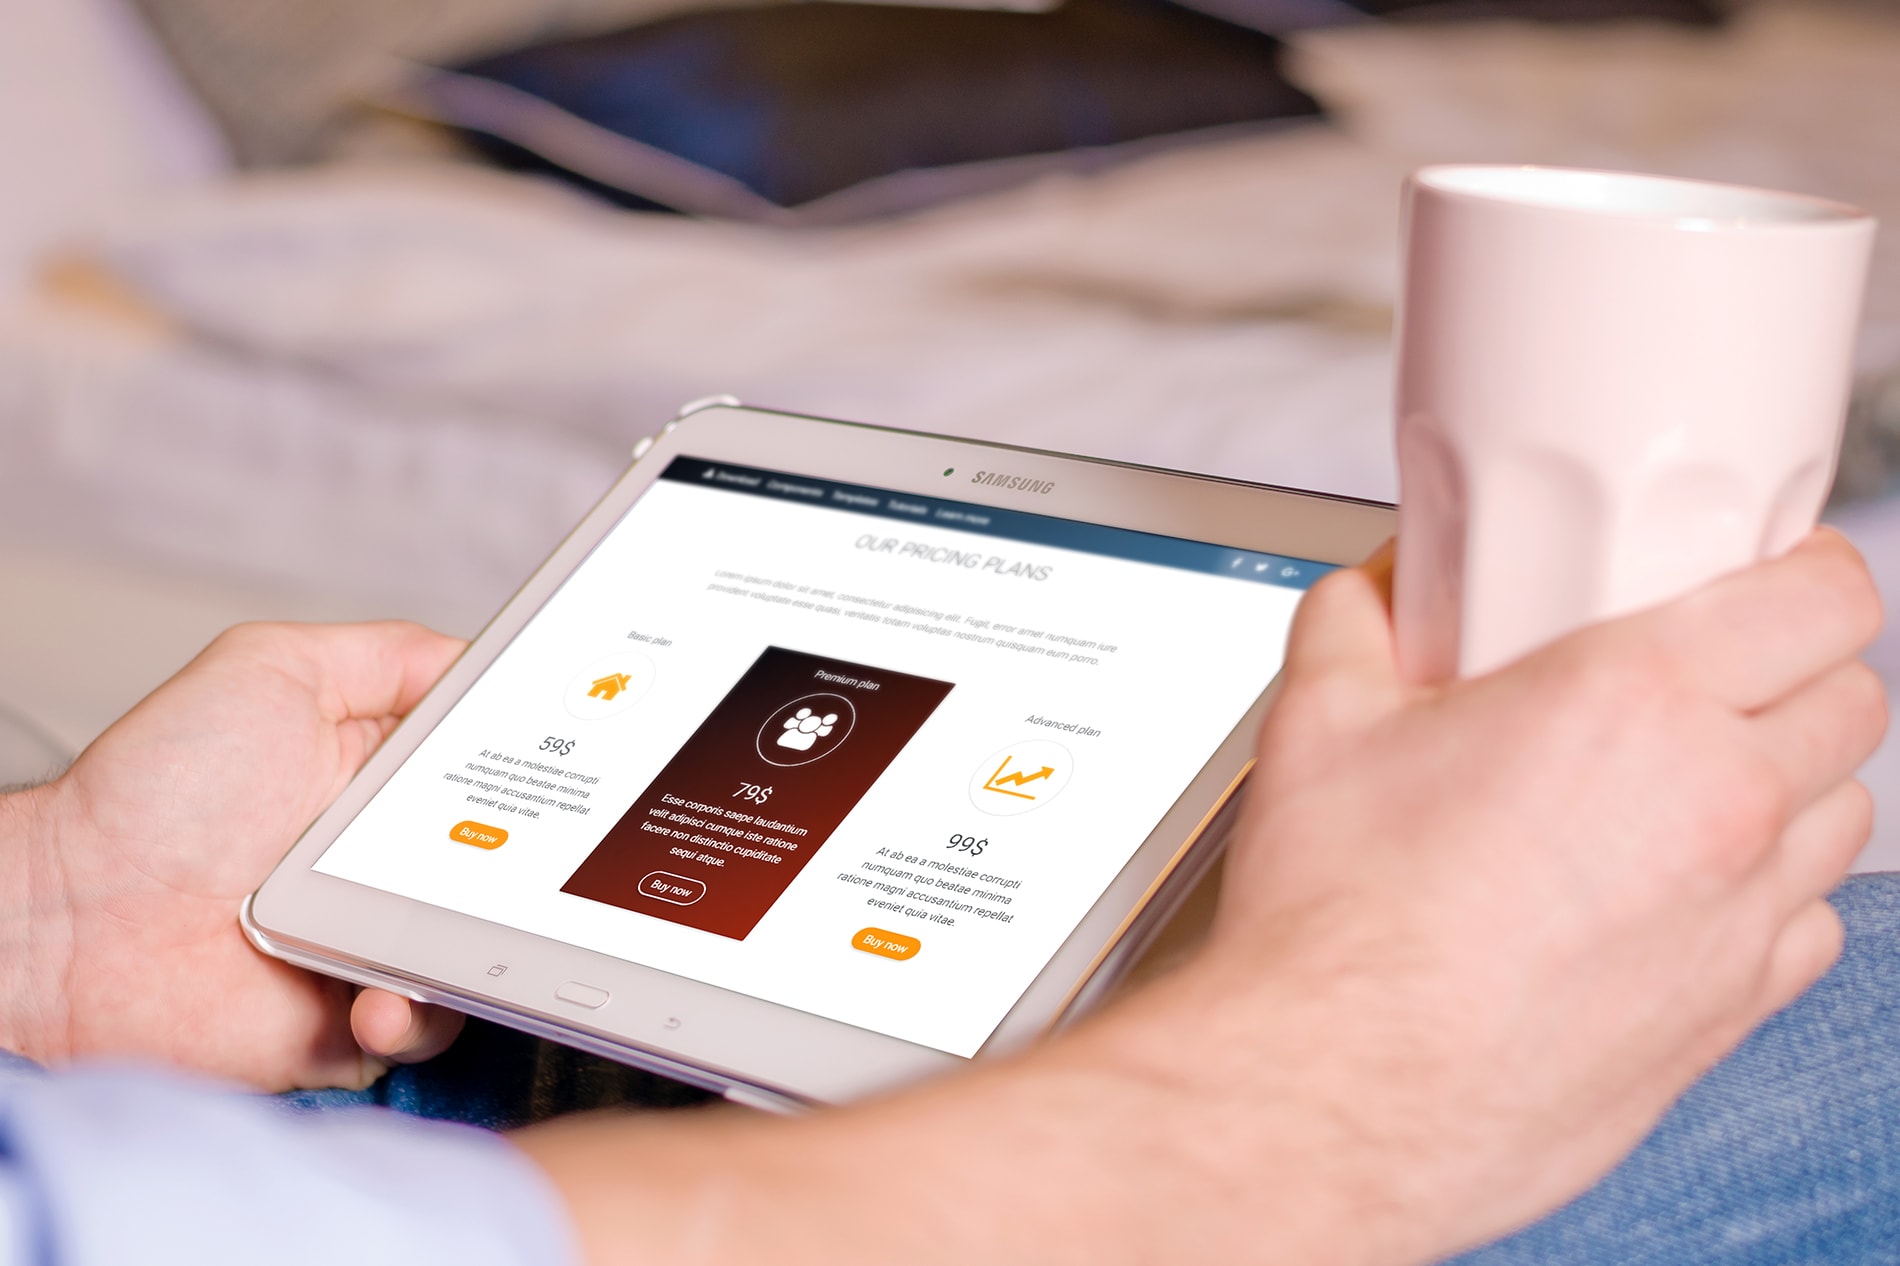 SAMSUNG
Download Components Templates Tutorials Learn more
OUR PRICING PLANS
Lorem ipsum dolor sit amet, consectetur adipisicing elit. Fugit, error amet numquam iure
provident voluptate esse quasi, veritatis totam voluptas nostrum quisquam eum porro.
Basic plan
59$
At ab ea a molestiae corrupti
numquam quo beatae minima
ratione magni accusantium repellat
eveniet quia vitae.
Buy now
Premium plan
79$
Esse corporis saepe laudantium
velit adipisci cumque iste ratione
facere non distinctio cupiditate
sequi atque.
Buy now
Advanced plan
99$
At ab ea a molestiae corrupti
numquam quo beatae minima
ratione magni accusantium repellat
eveniet quia vitae.
Buy now